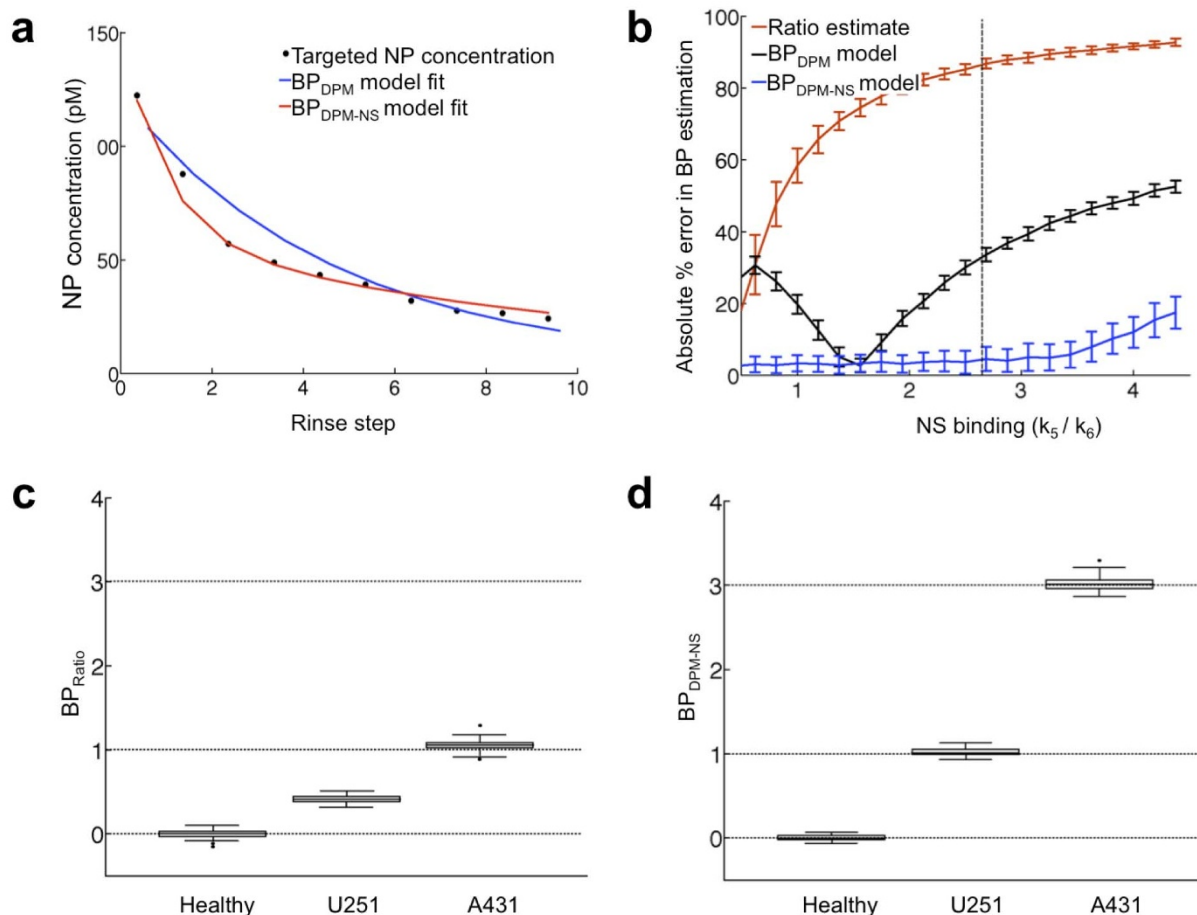 a
150
00
50
0
NP concentration (pM)
• Targeted NP concentration
BPDPM model fit
BPDPM-NS model fit
0 2 4 6 8 10
Rinse step
b
100
80
60
40
20
0
Absolute % error in BP estimation
Ratio estimate
BPDPM model
BPDPM-NS model
1 2 3 4
NS binding (k5 / k6)
c
4
3
2
1
0
BPRatio
Healthy U251 A431
d
4
3
2
1
0
BPDPM-NS
Healthy U251 A431